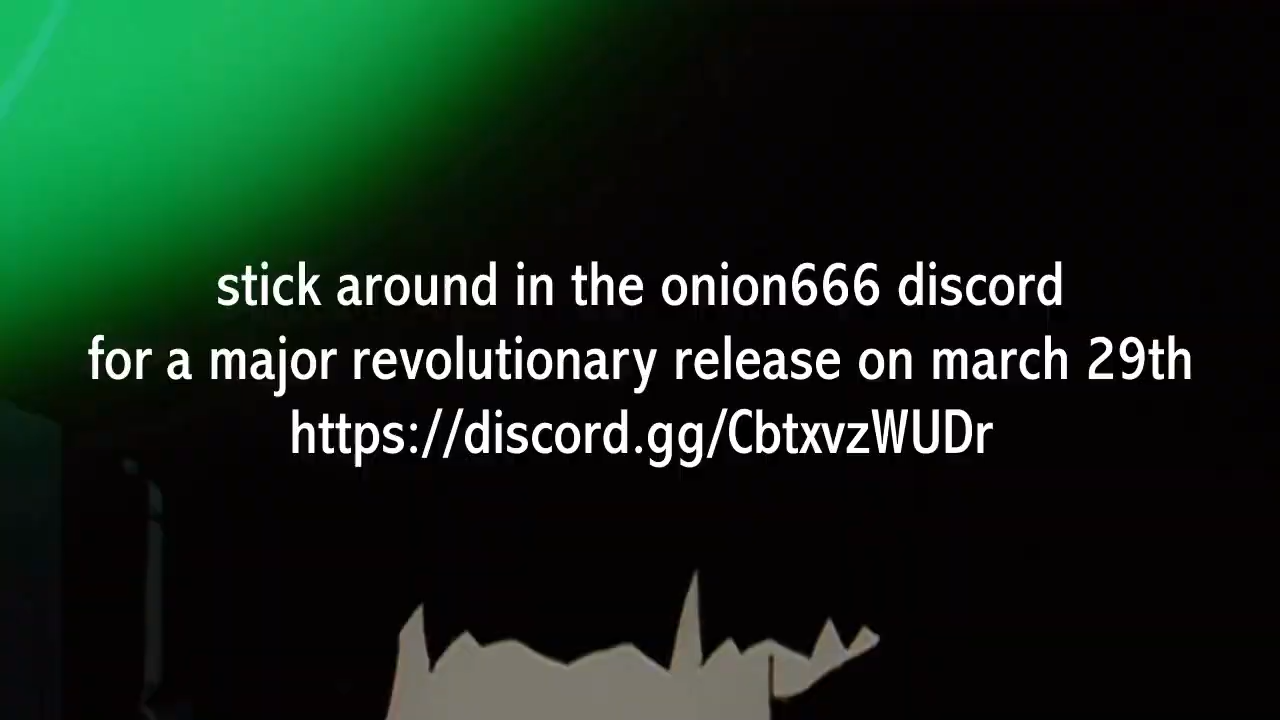 stick around in the onion666 discord
for a major revolutionary release on march 29th
https://discord.gg/CbtxvzWUDr